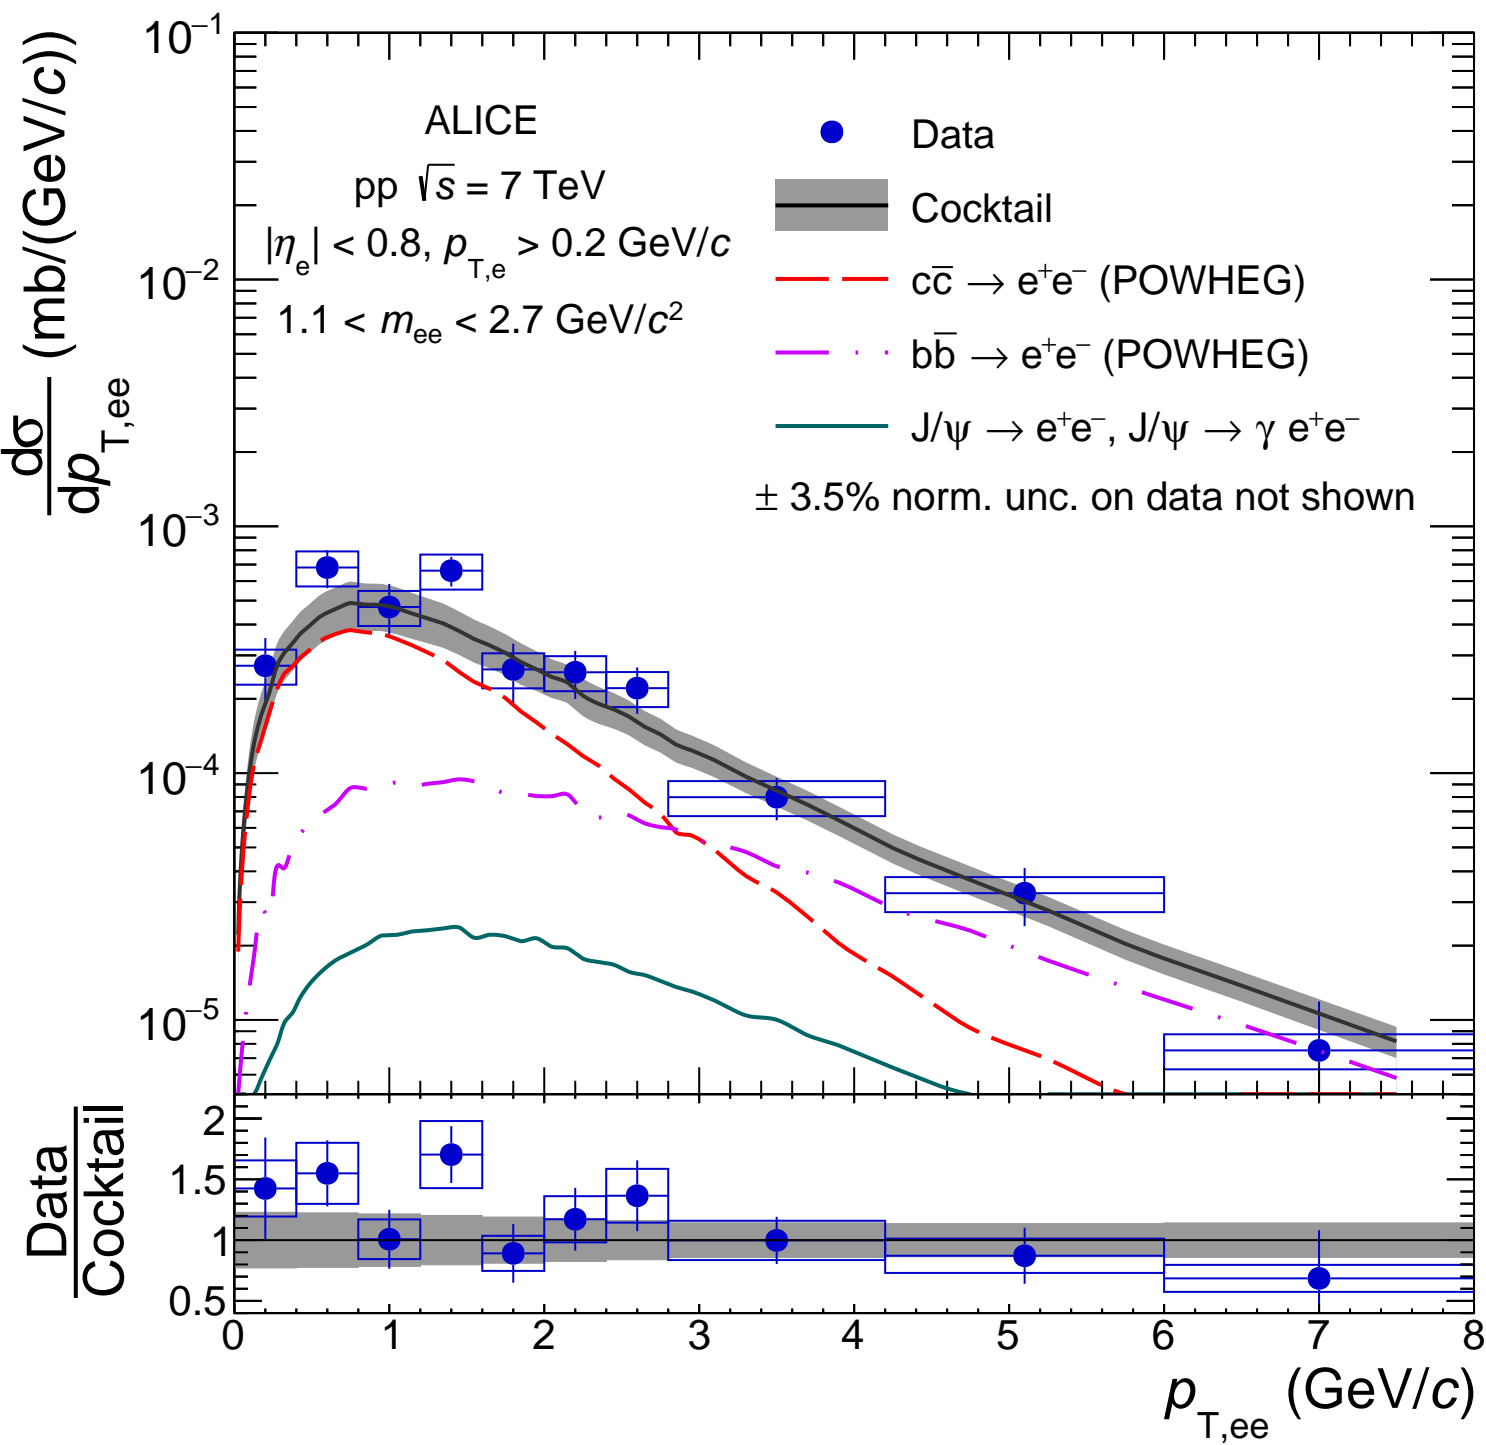 dσ/dp_T,ee (mb/(GeV/c))
10⁻¹
10⁻²
10⁻³
10⁻⁴
10⁻⁵
ALICE
pp √s = 7 TeV
|η_e| < 0.8, p_T,e > 0.2 GeV/c
1.1 < m_ee < 2.7 GeV/c²
Data
Cocktail
cc̅ → e⁺e⁻ (POWHEG)
bb̅ → e⁺e⁻ (POWHEG)
J/ψ → e⁺e⁻, J/ψ → γ e⁺e⁻
± 3.5% norm. unc. on data not shown
Data
Cocktail
2
1.5
1
0.5
0 1 2 3 4 5 6 7 8
p_T,ee (GeV/c)